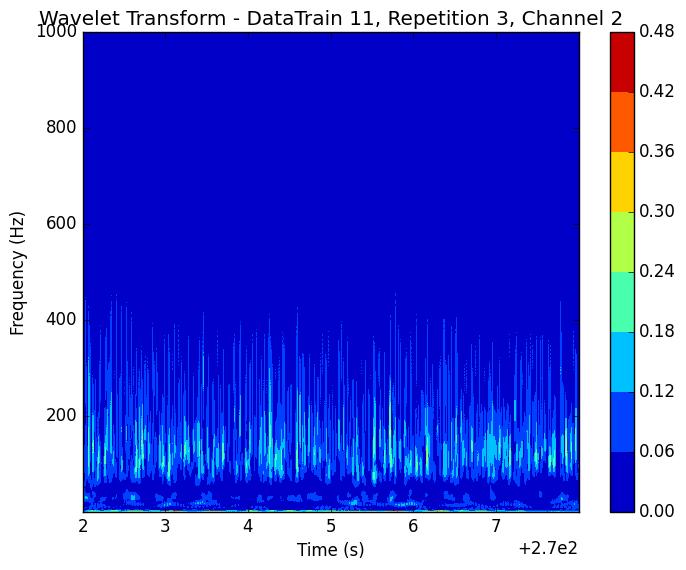 Wavelet Transform - DataTrain 11, Repetition 3, Channel 2
1000
800
600
400
200
Frequency (Hz)
2 3 4 5 6 7
+2.7e2
Time (s)
0.48
0.42
0.36
0.30
0.24
0.18
0.12
0.06
0.00